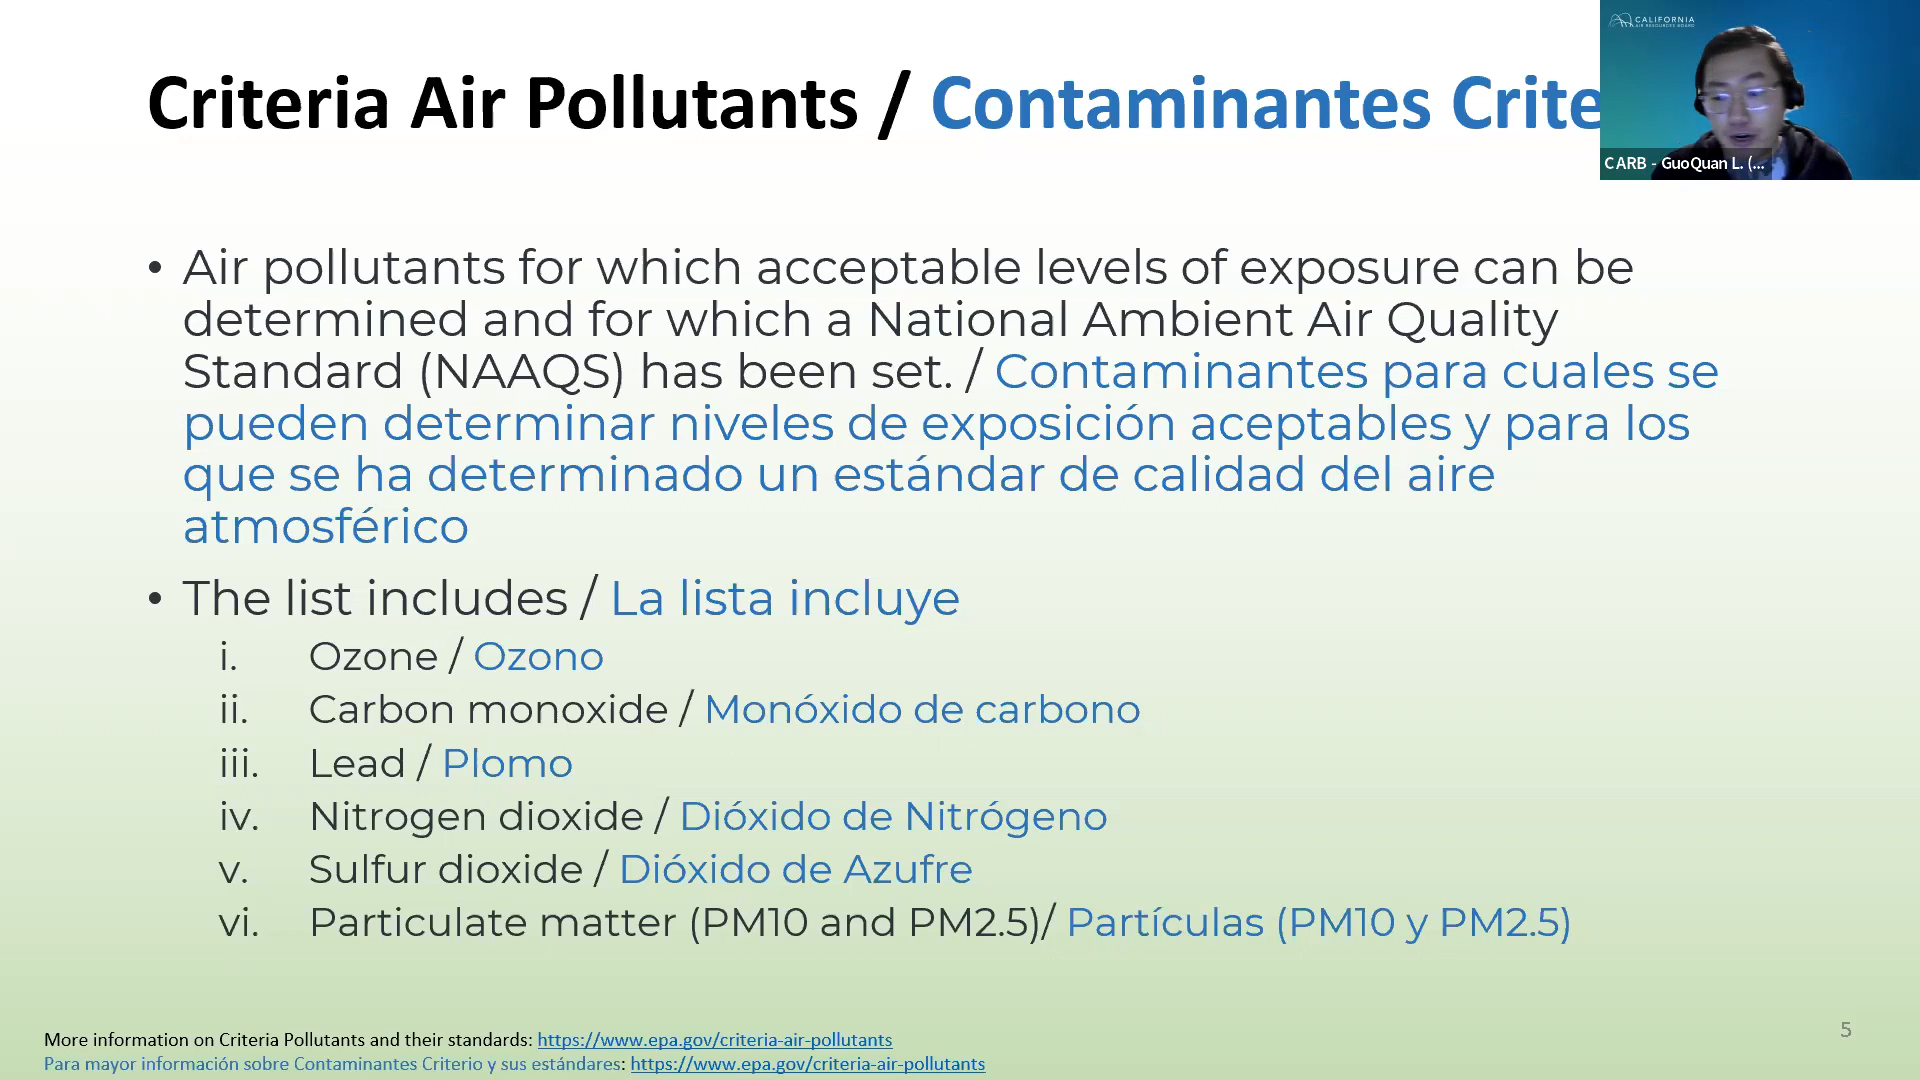 Criteria Air Pollutants / Contaminantes Crite
CALIFORNIA
AIR RESOURCES BOARD
CARB - GuoQuan L. (...
• Air pollutants for which acceptable levels of exposure can be
determined and for which a National Ambient Air Quality
Standard (NAAQS) has been set. / Contaminantes para cuales se
pueden determinar niveles de exposición aceptables y para los
que se ha determinado un estándar de calidad del aire
atmosférico
• The list includes / La lista incluye
i. Ozone / Ozono
ii. Carbon monoxide / Monóxido de carbono
iii. Lead / Plomo
iv. Nitrogen dioxide / Dióxido de Nitrógeno
v. Sulfur dioxide / Dióxido de Azufre
vi. Particulate matter (PM10 and PM2.5)/ Partículas (PM10 y PM2.5)
More information on Criteria Pollutants and their standards: https://www.epa.gov/criteria-air-pollutants
Para mayor información sobre Contaminantes Criterio y sus estándares: https://www.epa.gov/criteria-air-pollutants
5